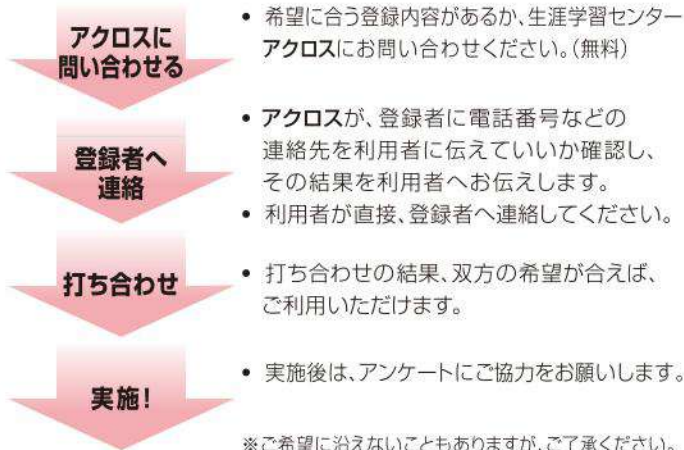 アクロスに
問い合わせる
• 希望に合う登録内容があるか、生涯学習センター
アクロスにお問い合わせください。(無料)
登録者へ
連絡
• アクロスが、登録者に電話番号などの
連絡先を利用者に伝えていいか確認し、
その結果を利用者へお伝えします。
• 利用者が直接、登録者へ連絡してください。
打ち合わせ
• 打ち合わせの結果、双方の希望が合えば、
ご利用いただけます。
実施!
• 実施後は、アンケートにご協力をお願いします。
※ご希望に沿えないこともありますが、ご了承ください。